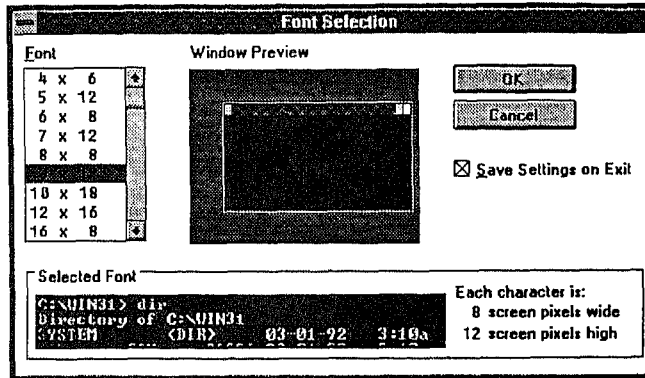 Font Selection
Font
Window Preview
4 x 6
5 x 12
6 x 8
7 x 12
8 x 8
10 x 18
12 x 16
16 x 8
OK
Cancel
Save Settings on Exit
Selected Font
C:\WIN31> dir
Directory of C:\WIN31
SYSTEM <DIR> 03-01-92 3:10a
Each character is:
8 screen pixels wide
12 screen pixels high